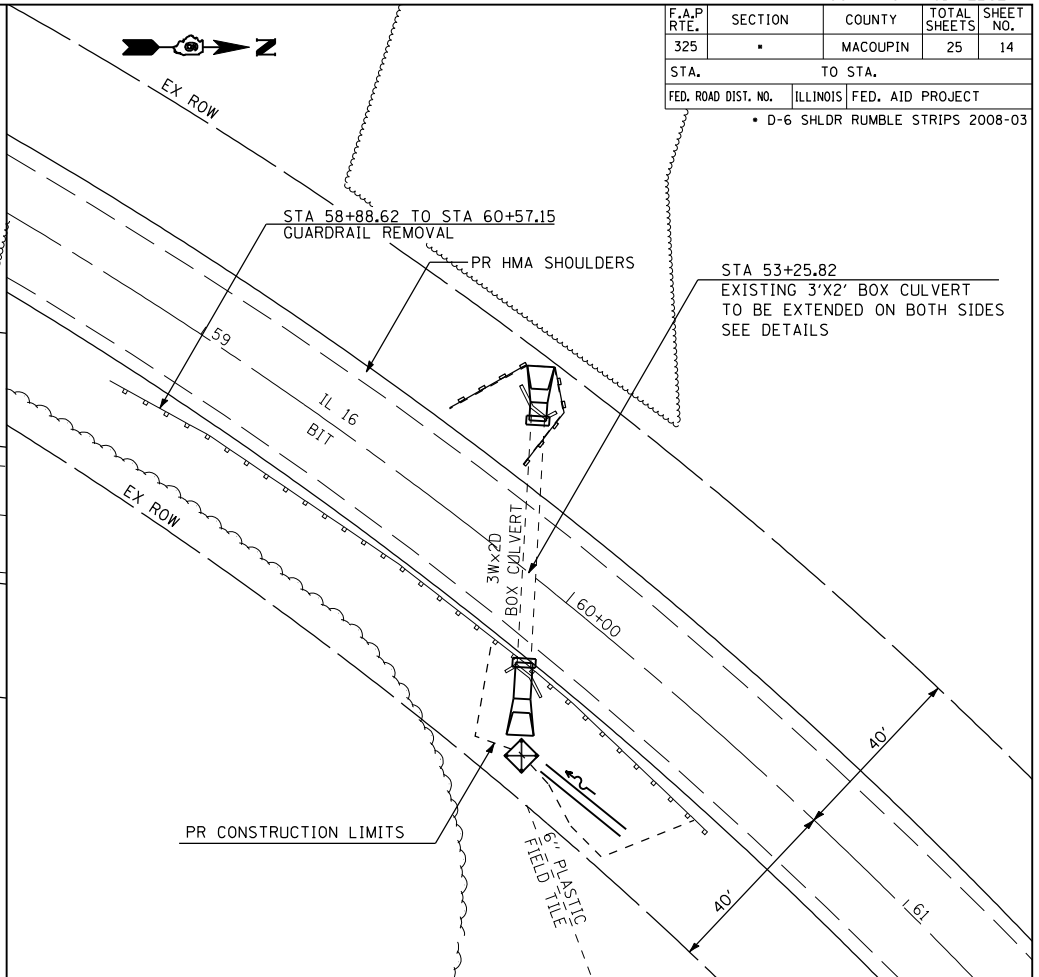 F.A.P RTE. SECTION COUNTY TOTAL SHEETS SHEET NO.
325 • MACOUPIN 25 14
STA. TO STA.
FED. ROAD DIST. NO. ILLINOIS FED. AID PROJECT
• D-6 SHLDR RUMBLE STRIPS 2008-03
N
EX ROW
STA 58+88.62 TO STA 60+57.15
GUARDRAIL REMOVAL
PR HMA SHOULDERS
STA 53+25.82
EXISTING 3'X2' BOX CULVERT
TO BE EXTENDED ON BOTH SIDES
SEE DETAILS
59
IL 16
BIT
EX ROW
3W×2D
BOX CULVERT
60+00
40'
PR CONSTRUCTION LIMITS
6'' PLASTIC
FIELD TILE
40'
61